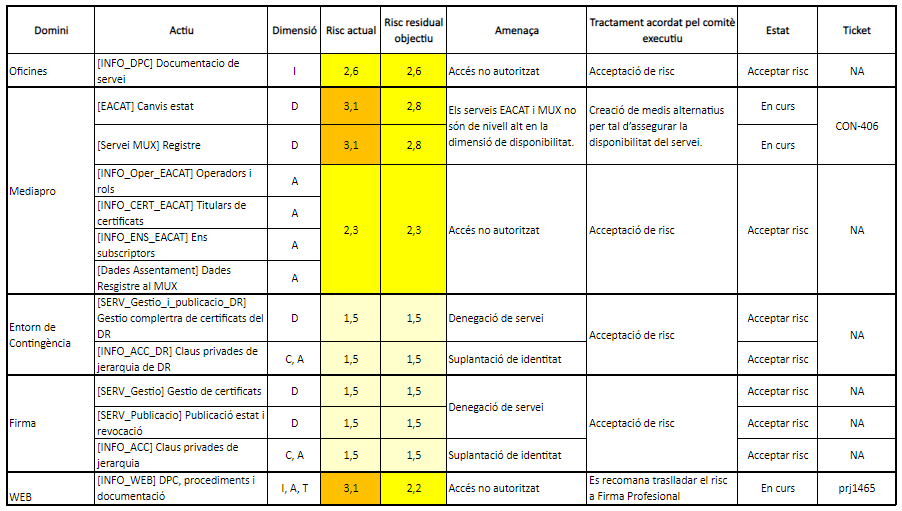 Domini Actiu Dimensió Risc actual Risc residual objectiu Amenaça Tractament acordat pel comitè executiu Estat Ticket
Oficines [INFO_DPC] Documentacio de servei I 2,6 2,6 Accés no autoritzat Acceptació de risc Acceptar risc NA
Mediapro [EACAT] Canvis estat D 3,1 2,8 Els serveis EACAT i MUX no són de nivell alt en la dimensió de disponibilitat. Creació de medis alternatius per tal d'assegurar la disponibilitat del servei. En curs CON-406
[Servei MUX] Registre D 3,1 2,8 En curs
[INFO_Oper_EACAT] Operadors i rols A 2,3 2,3 Accés no autoritzat Acceptació de risc Acceptar risc NA
[INFO_CERT_EACAT] Titulars de certificats A
[INFO_ENS_EACAT] Ens subscriptors A
[Dades Assentament] Dades Resgistre al MUX A
Entorn de Contingència [SERV_Gestio_i_publicacio_DR] Gestio complertra de certificats del DR D 1,5 1,5 Denegació de servei Acceptació de risc Acceptar risc NA
[INFO_ACC_DR] Claus privades de jerarquia de DR C, A 1,5 1,5 Suplantació de identitat Acceptar risc
Firma [SERV_Gestio] Gestio de certificats D 1,5 1,5 Denegació de servei Acceptació de risc Acceptar risc NA
[SERV_Publicacio] Publicació estat i revocació D 1,5 1,5 Acceptar risc NA
[INFO_ACC] Claus privades de jerarquia C, A 1,5 1,5 Suplantació de identitat Acceptar risc NA
WEB [INFO_WEB] DPC, procediments i documentació I, A, T 3,1 2,2 Accés no autoritzat Es recomana traslladar el risc a Firma Profesional En curs prj1465